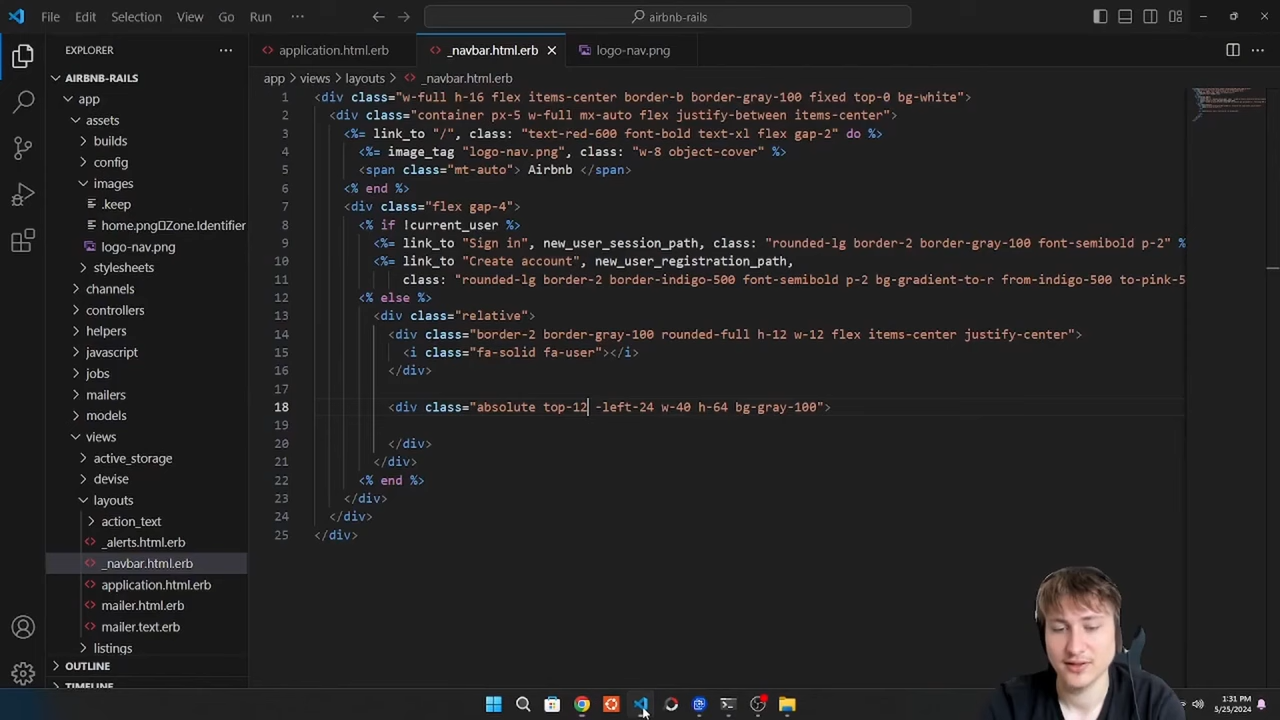 File Edit Selection View Go Run ··· airbnb-rails
EXPLORER ···
AIRBNB-RAILS
app
assets
builds
config
images
.keep
home.png▯Zone.Identifier
logo-nav.png
stylesheets
channels
controllers
helpers
javascript
jobs
mailers
models
views
active_storage
devise
layouts
action_text
_alerts.html.erb
_navbar.html.erb
application.html.erb
mailer.html.erb
mailer.text.erb
listings
OUTLINE
TIMELINE
application.html.erb _navbar.html.erb logo-nav.png
app > views > layouts > _navbar.html.erb
1 <div class="w-full h-16 flex items-center border-b border-gray-100 fixed top-0 bg-white">
2 <div class="container px-5 w-full mx-auto flex justify-between items-center">
3 <%= link_to "/", class: "text-red-600 font-bold text-xl flex gap-2" do %>
4 <%= image_tag "logo-nav.png", class: "w-8 object-cover" %>
5 <span class="mt-auto"> Airbnb </span>
6 <% end %>
7 <div class="flex gap-4">
8 <% if !current_user %>
9 <%= link_to "Sign in", new_user_session_path, class: "rounded-lg border-2 border-gray-100 font-semibold p-2" %
10 <%= link_to "Create account", new_user_registration_path,
11 class: "rounded-lg border-2 border-indigo-500 font-semibold p-2 bg-gradient-to-r from-indigo-500 to-pink-5
12 <% else %>
13 <div class="relative">
14 <div class="border-2 border-gray-100 rounded-full h-12 w-12 flex items-center justify-center">
15 <i class="fa-solid fa-user"></i>
16 </div>
17
18 <div class="absolute top-12 -left-24 w-40 h-64 bg-gray-100">
19
20 </div>
21 </div>
22 <% end %>
23 </div>
24 </div>
25 </div>
1:31 PM
5/25/2024